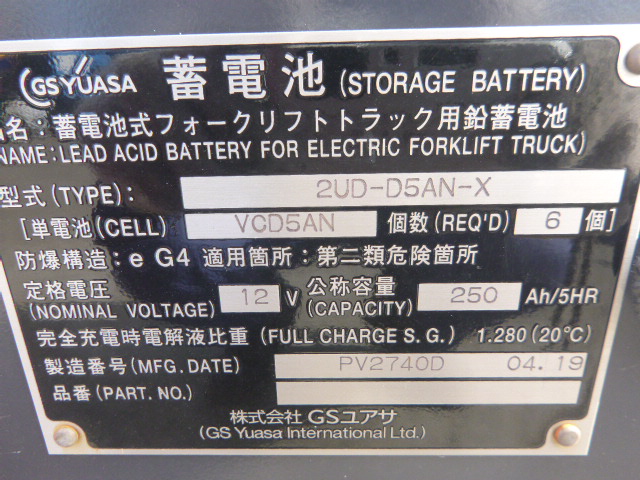 GS YUASA 蓄電池 (STORAGE BATTERY)
名：蓄電池式フォークリフトトラック用鉛蓄電池
NAME: LEAD ACID BATTERY FOR ELECTRIC FORKLIFT TRUCK)
型式 (TYPE): 2UD-D5AN-X
[単電池(CELL) VCD5AN 個数 (REQ'D) 6 個]
防爆構造：e G4 適用箇所：第二類危険箇所
定格電圧 (NOMINAL VOLTAGE) 12 V 公称容量 (CAPACITY) 250 Ah/5HR
完全充電時電解液比重 (FULL CHARGE S. G.) 1.280 (20°C)
製造番号 (MFG. DATE) PV2740D 04.19
品番 (PART. NO.)
株式会社 GSユアサ
(GS Yuasa International Ltd.)